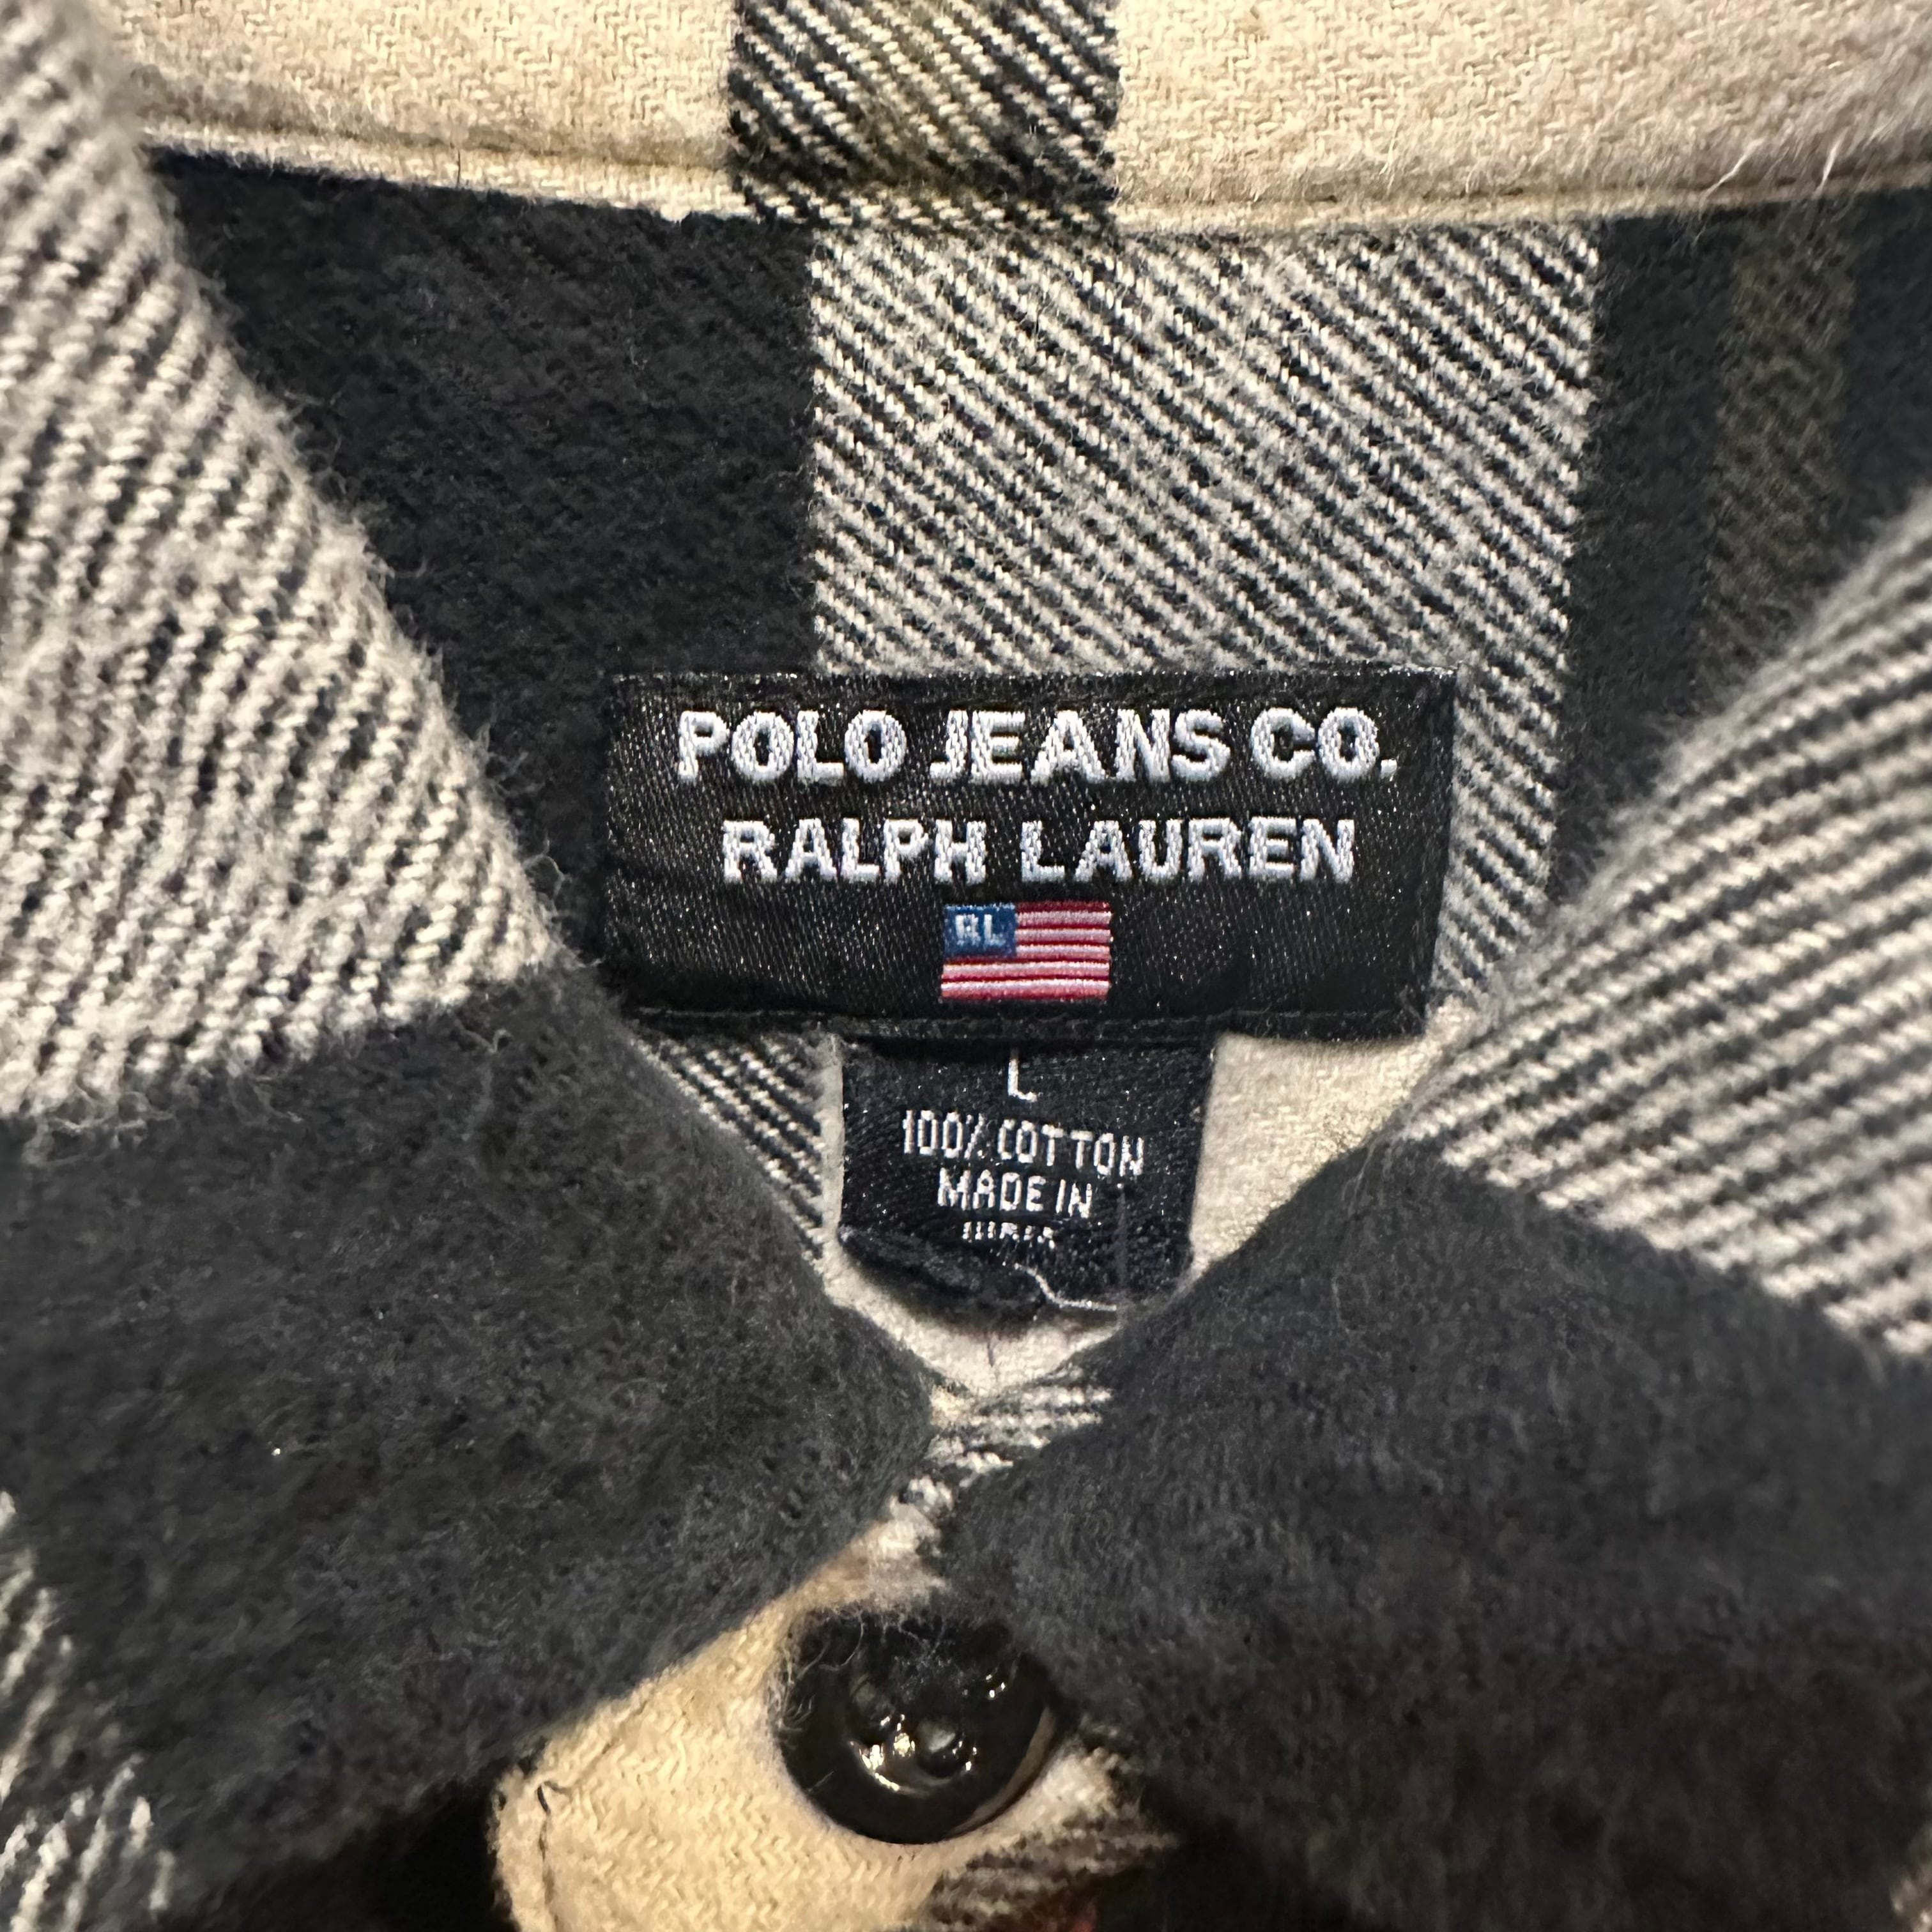 POLO JEANS CO.
RALPH LAUREN
RL
L
100% COTTON
MADE IN